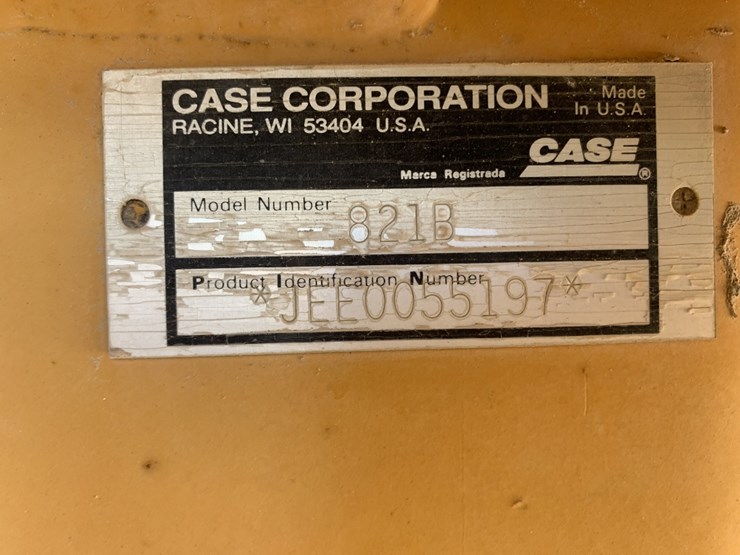 CASE CORPORATION
Made
In U.S.A.
RACINE, WI 53404 U.S.A.
CASE
®
Marca Registrada
Model Number 821B
Product Identification Number
*JEE0055197*